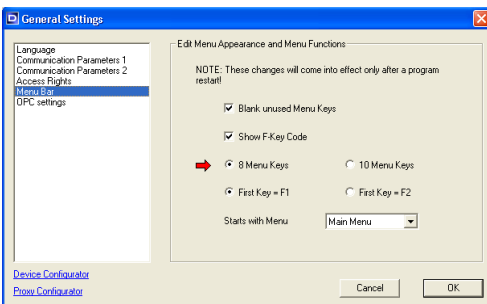 General Settings
Language
Communication Parameters 1
Communication Parameters 2
Access Rights
Menu Bar
OPC settings
Edit Menu Appearance and Menu Functions
NOTE: These changes will come into effect only after a program
restart!
Blank unused Menu Keys
Show F-Key Code
8 Menu Keys
10 Menu Keys
First Key = F1
First Key = F2
Starts with Menu
Main Menu
Device Configurator
Proxy Configurator
Cancel
OK